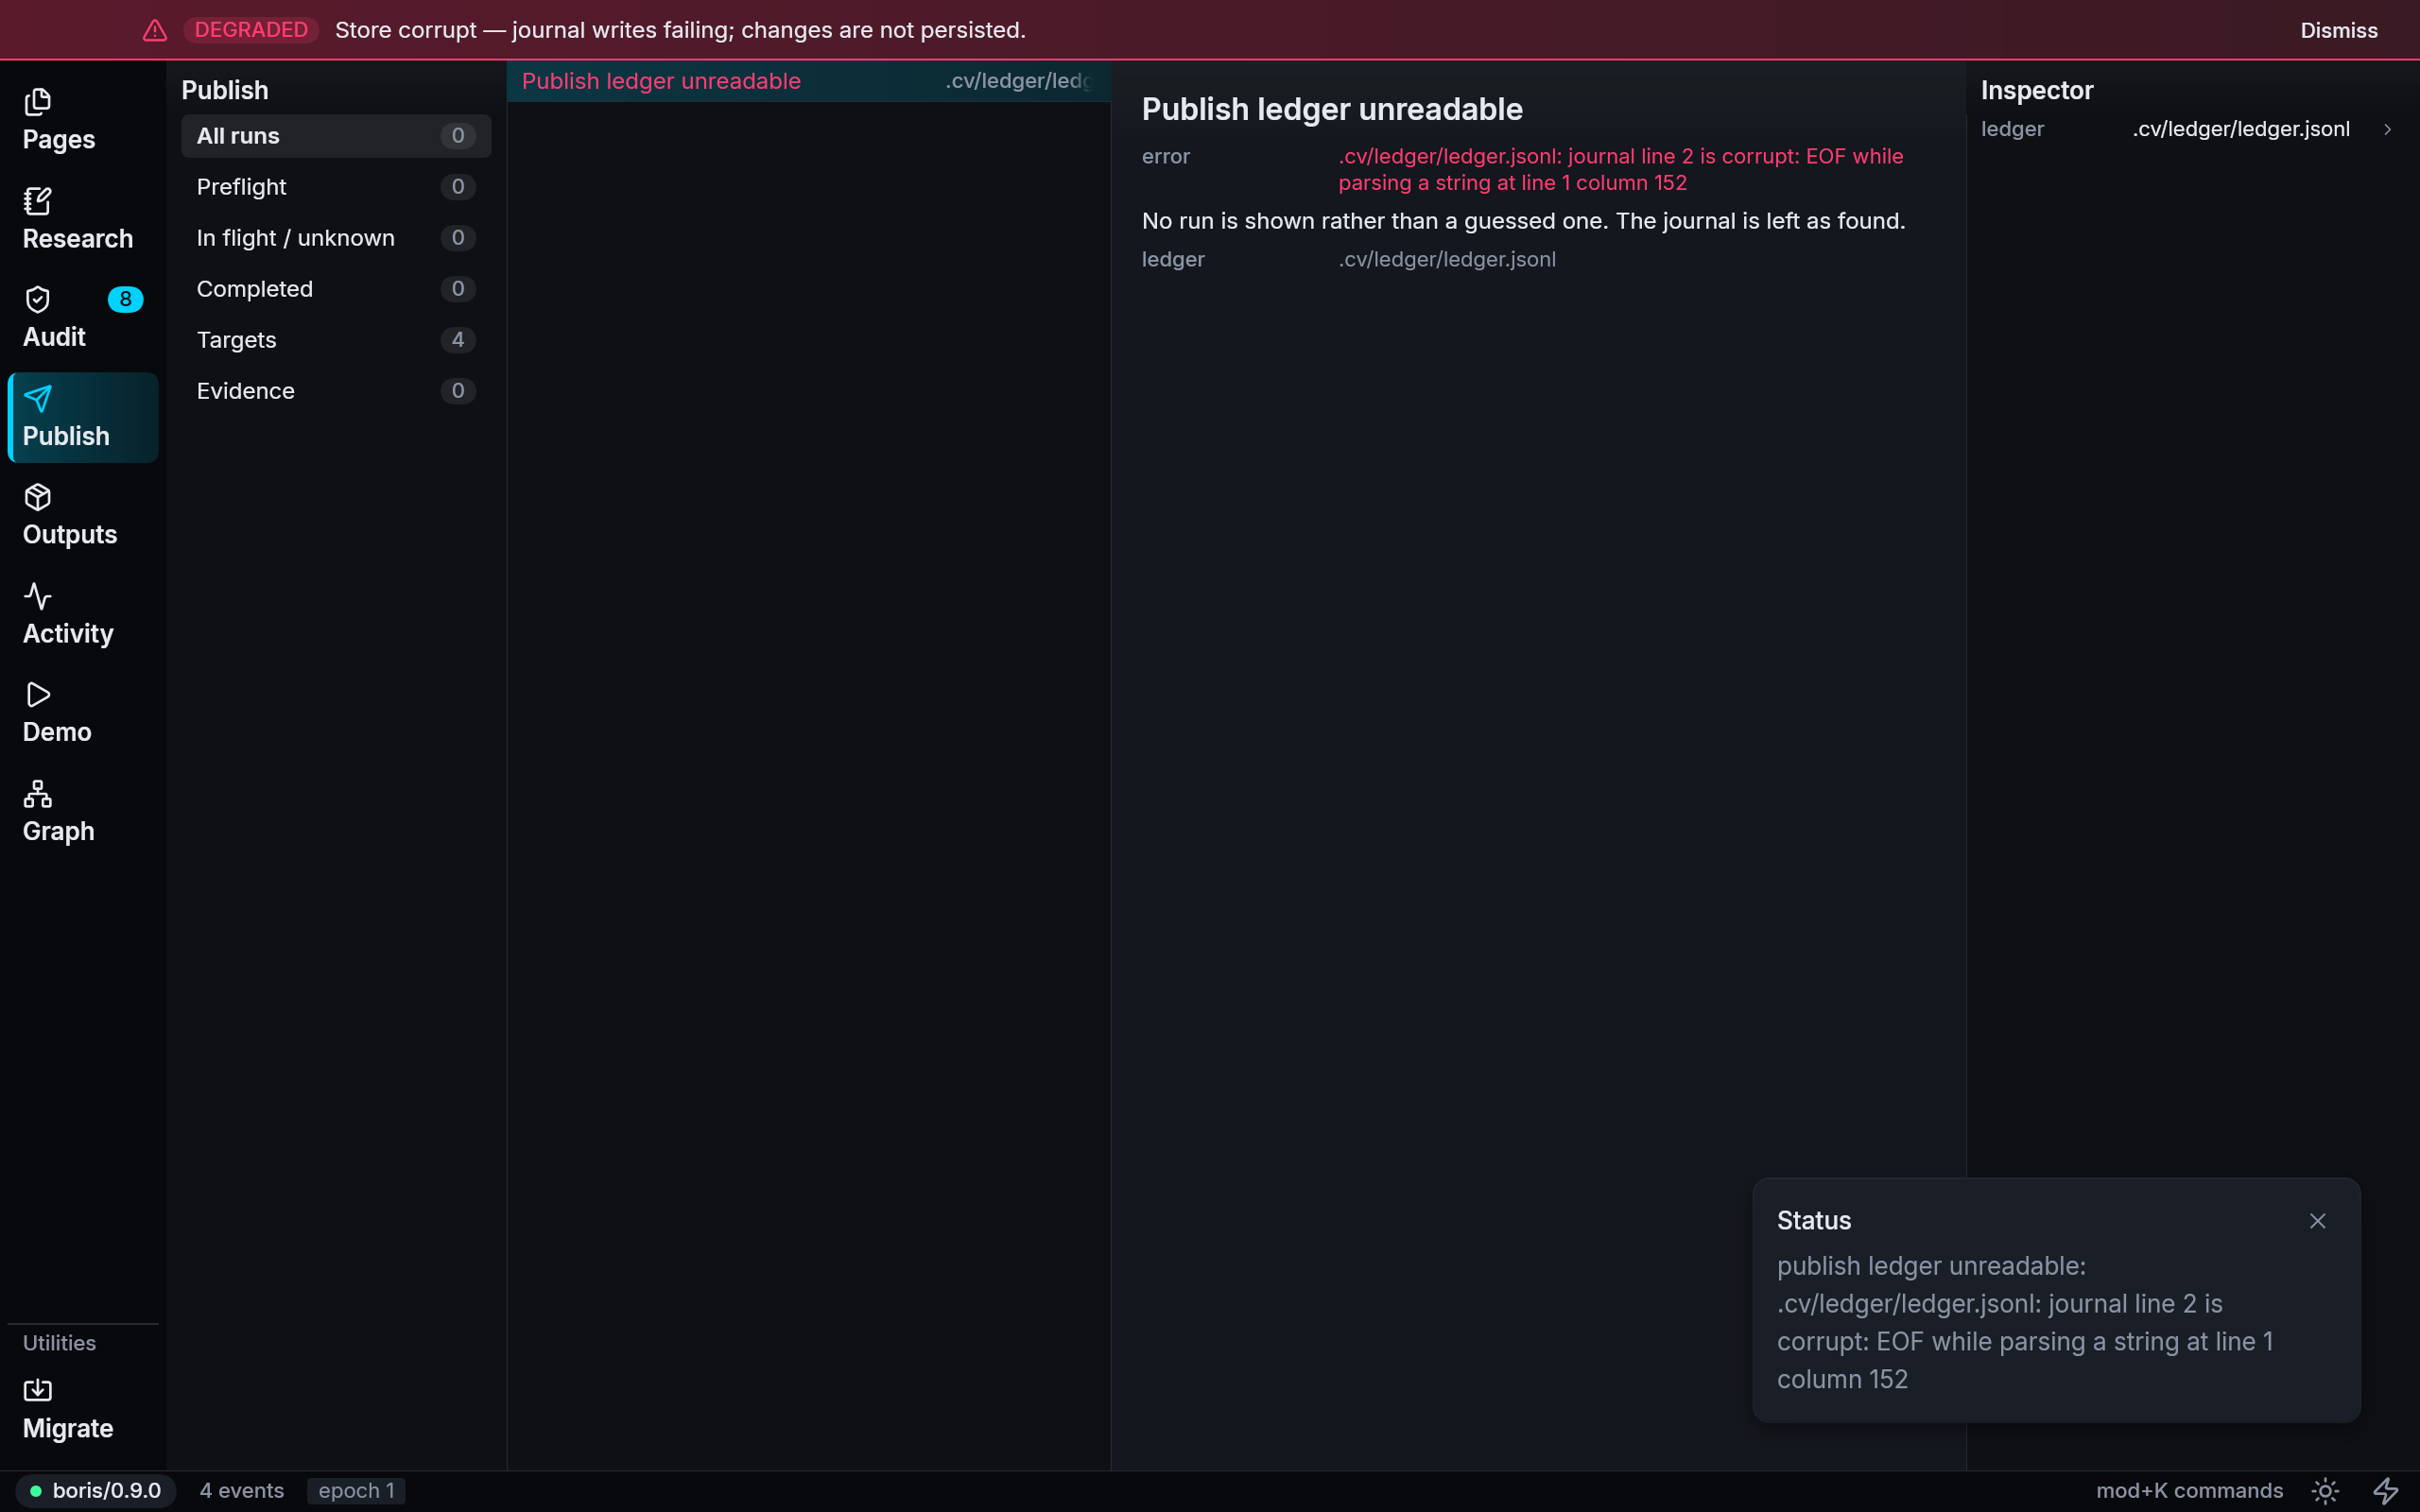 DEGRADED Store corrupt — journal writes failing; changes are not persisted. Dismiss
Pages
Research
8
Audit
Publish
Outputs
Activity
Demo
Graph
Utilities
Migrate
Publish
All runs 0
Preflight 0
In flight / unknown 0
Completed 0
Targets 4
Evidence 0
Publish ledger unreadable .cv/ledger/ledg
Publish ledger unreadable
error .cv/ledger/ledger.jsonl: journal line 2 is corrupt: EOF while
parsing a string at line 1 column 152
No run is shown rather than a guessed one. The journal is left as found.
ledger .cv/ledger/ledger.jsonl
Inspector
ledger .cv/ledger/ledger.jsonl
Status
publish ledger unreadable:
.cv/ledger/ledger.jsonl: journal line 2 is
corrupt: EOF while parsing a string at line 1
column 152
boris/0.9.0 4 events epoch 1 mod+K commands